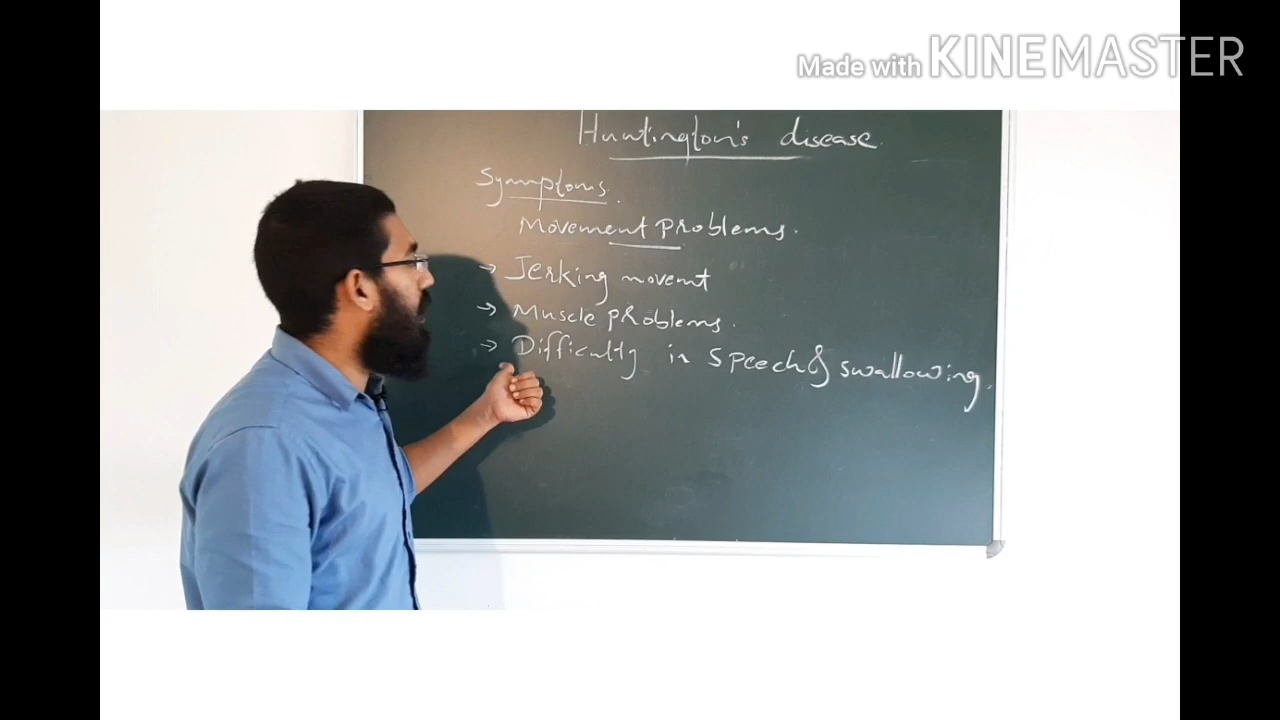 Made with KINEMASTER
Huntington's disease
Symptoms.
Movement problems.
→ Jerking movemt
→ Muscle problems.
→ Difficulty in speech & swallowing.